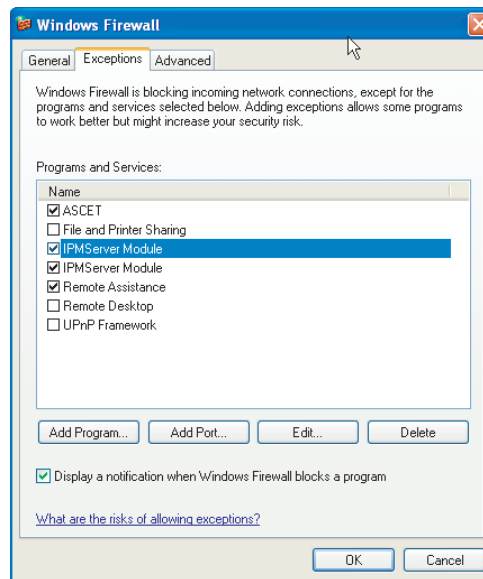 Windows Firewall
General Exceptions Advanced
Windows Firewall is blocking incoming network connections, except for the
programs and services selected below. Adding exceptions allows some programs
to work better but might increase your security risk.
Programs and Services:
Name
ASCET
File and Printer Sharing
IPMServer Module
IPMServer Module
Remote Assistance
Remote Desktop
UPnP Framework
Add Program... Add Port... Edit... Delete
Display a notification when Windows Firewall blocks a program
What are the risks of allowing exceptions?
OK Cancel